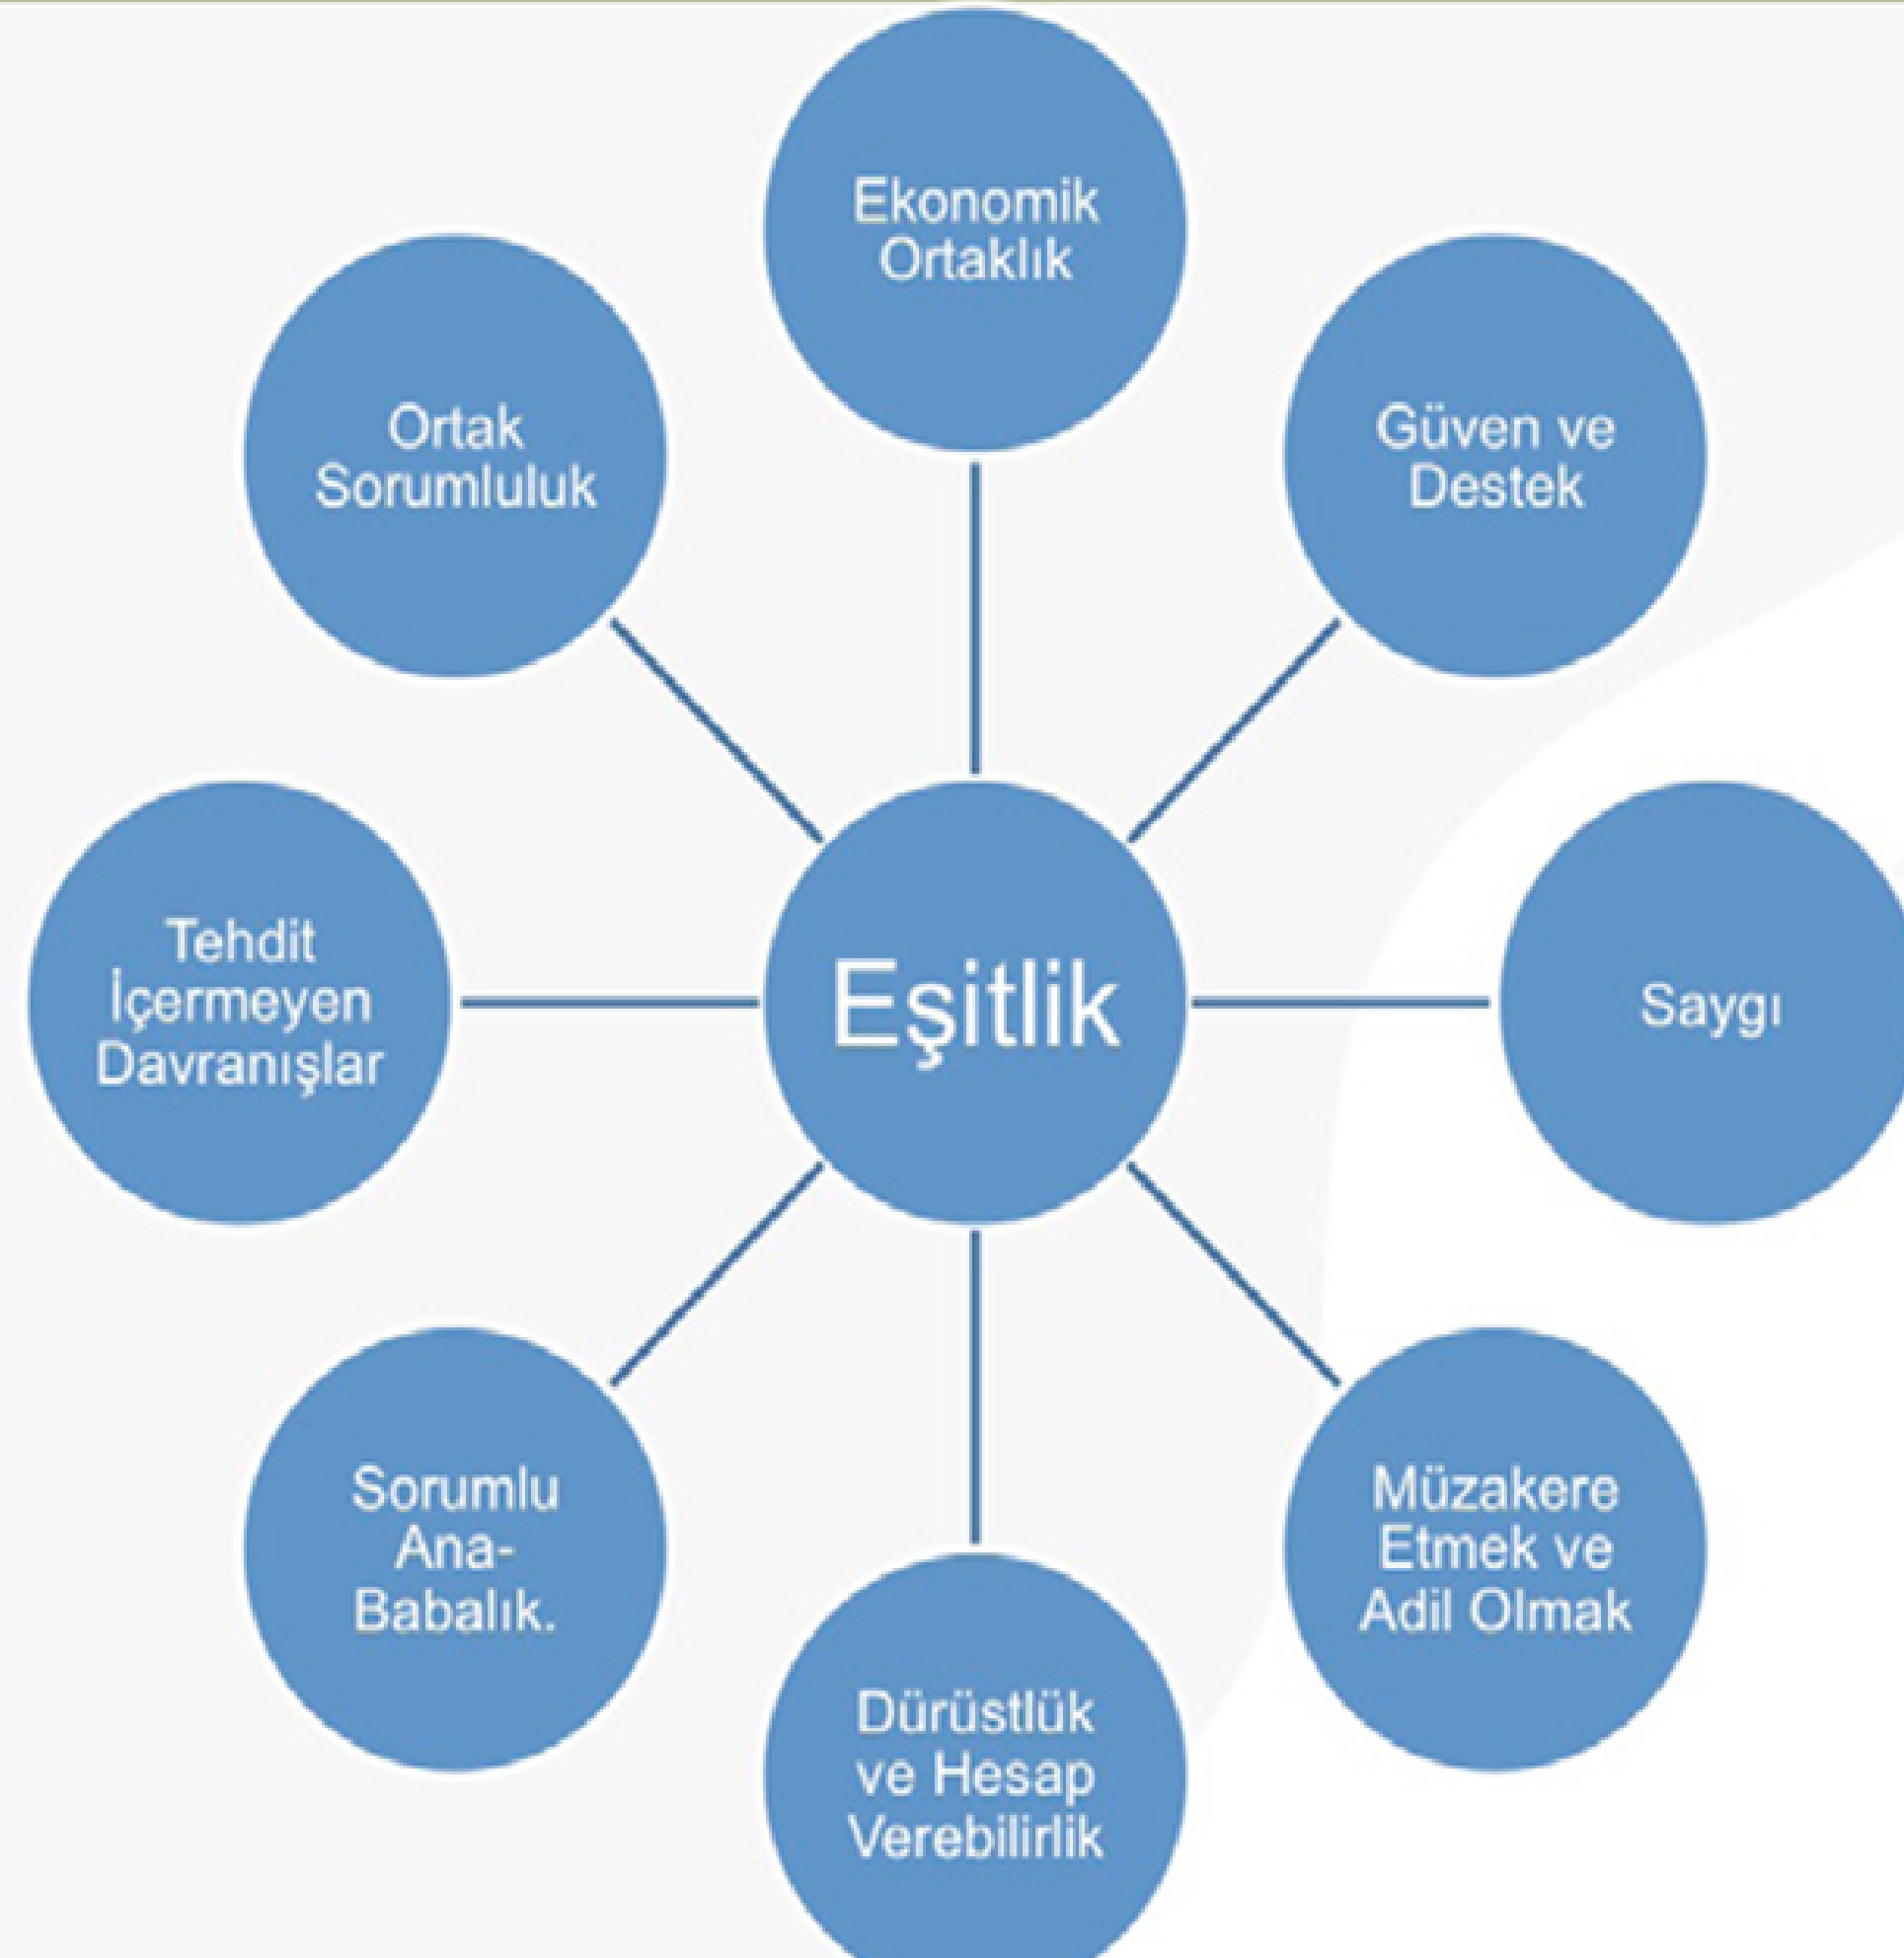 Ekonomik
Ortaklık
Ortak
Sorumluluk
Güven ve
Destek
Tehdit
İçermeyen
Davranışlar
Eşitlik
Saygı
Sorumlu
Ana-
Babalık.
Müzakere
Etmek ve
Adil Olmak
Dürüstlük
ve Hesap
Verebilirlik